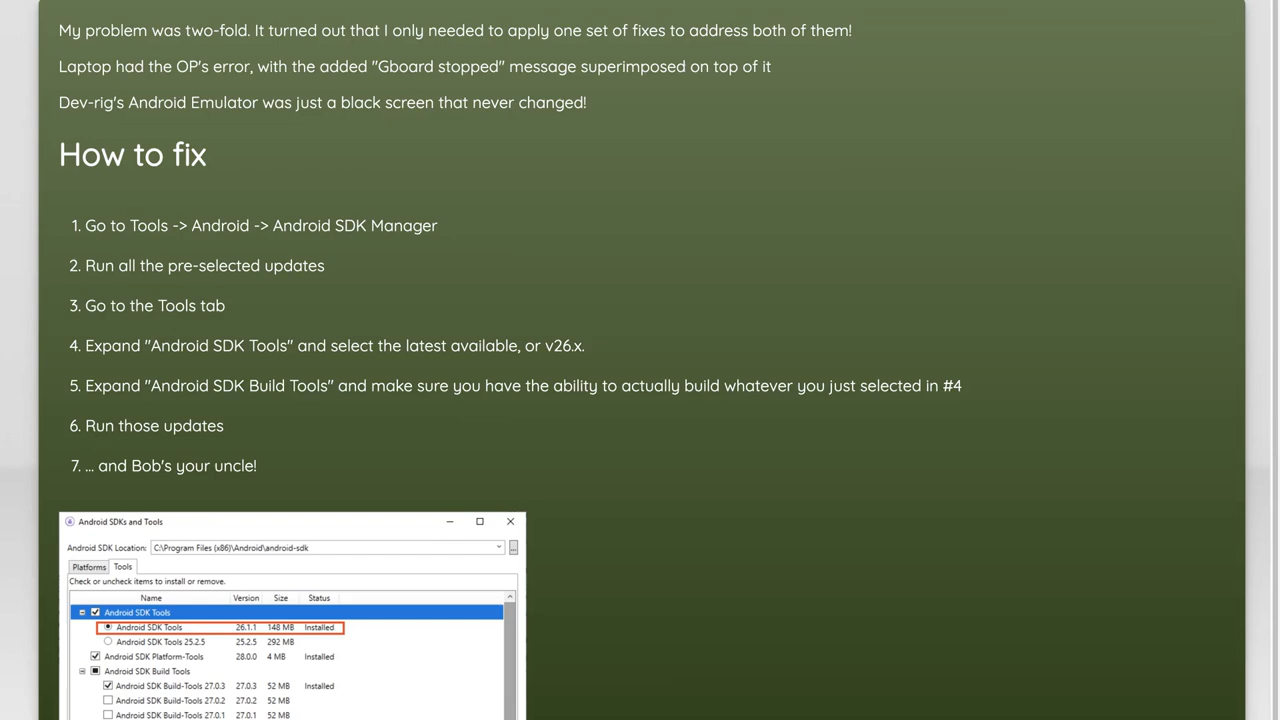 My problem was two-fold. It turned out that I only needed to apply one set of fixes to address both of them!
Laptop had the OP's error, with the added "Gboard stopped" message superimposed on top of it
Dev-rig's Android Emulator was just a black screen that never changed!
How to fix
1. Go to Tools -> Android -> Android SDK Manager
2. Run all the pre-selected updates
3. Go to the Tools tab
4. Expand "Android SDK Tools" and select the latest available, or v26.x.
5. Expand "Android SDK Build Tools" and make sure you have the ability to actually build whatever you just selected in #4
6. Run those updates
7. ... and Bob's your uncle!
Android SDKs and Tools
Android SDK Location: C:\Program Files (x86)\Android\android-sdk ...
Platforms Tools
Check or uncheck items to install or remove.
Name Version Size Status
Android SDK Tools
Android SDK Tools 26.1.1 148 MB Installed
Android SDK Tools 25.2.5 25.2.5 292 MB
Android SDK Platform-Tools 28.0.0 4 MB Installed
Android SDK Build Tools
Android SDK Build-Tools 27.0.3 27.0.3 52 MB Installed
Android SDK Build-Tools 27.0.2 27.0.2 52 MB
Android SDK Build-Tools 27.0.1 27.0.1 52 MB